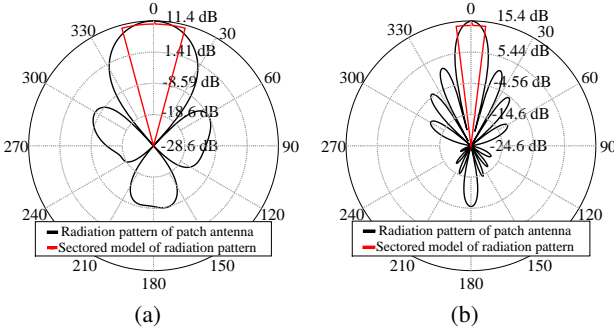 0
11.4 dB
330
30
1.41 dB
300
60
-8.59 dB
-18.6 dB
270
-28.6 dB
90
240
120
Radiation pattern of patch antenna
Sectored model of radiation pattern
210
150
180
(a)
0
15.4 dB
330
30
5.44 dB
300
60
-4.56 dB
-14.6 dB
270
-24.6 dB
90
240
120
Radiation pattern of patch antenna
Sectored model of radiation pattern
210
150
180
(b)